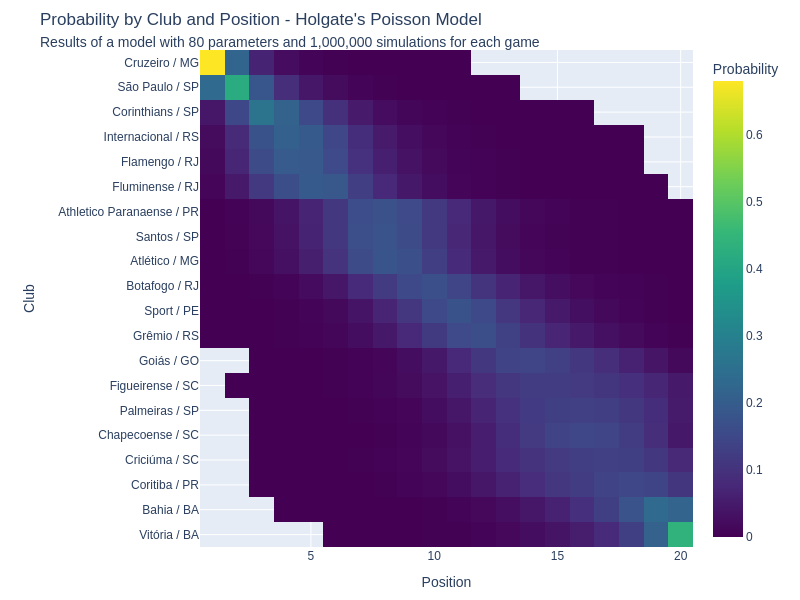 Probability by Club and Position - Holgate's Poisson Model
Results of a model with 80 parameters and 1,000,000 simulations for each game
Probability
Cruzeiro / MG
São Paulo / SP
Corinthians / SP
Internacional / RS
Flamengo / RJ
Fluminense / RJ
Athletico Paranaense / PR
Santos / SP
Atlético / MG
Botafogo / RJ
Sport / PE
Grêmio / RS
Goiás / GO
Figueirense / SC
Palmeiras / SP
Chapecoense / SC
Criciúma / SC
Coritiba / PR
Bahia / BA
Vitória / BA
Club
5
10
15
20
Position
0.6
0.5
0.4
0.3
0.2
0.1
0